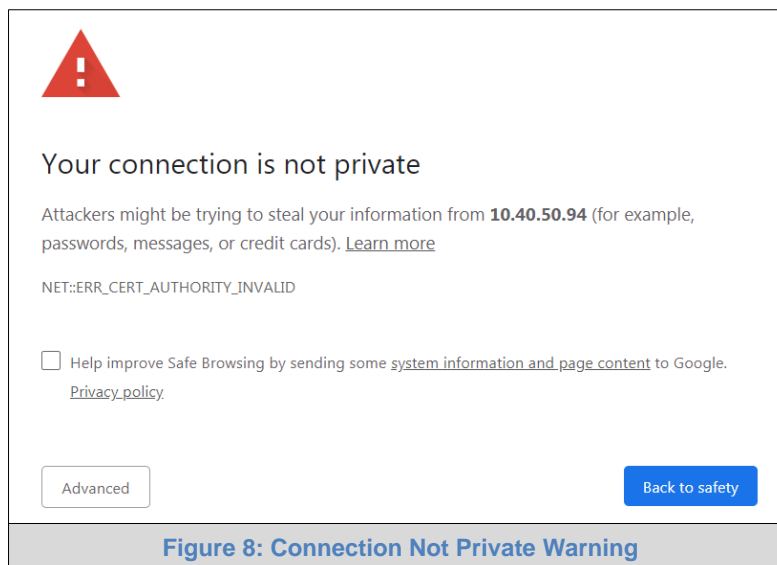 Your connection is not private
Attackers might be trying to steal your information from 10.40.50.94 (for example,
passwords, messages, or credit cards). Learn more
NET::ERR_CERT_AUTHORITY_INVALID
Help improve Safe Browsing by sending some system information and page content to Google.
Privacy policy
Advanced
Back to safety
Figure 8: Connection Not Private Warning